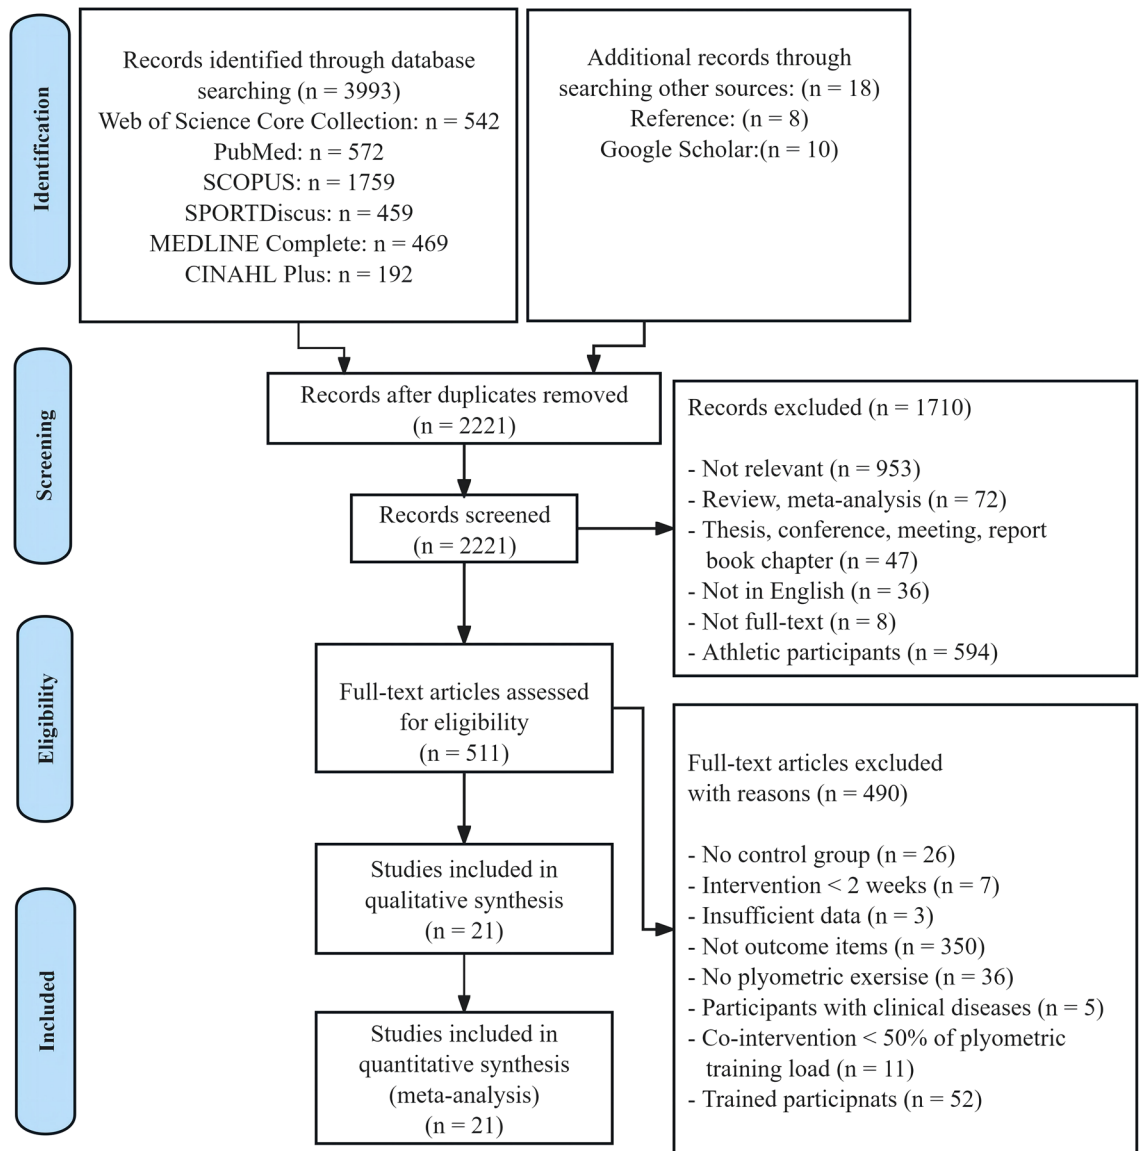 Identification
Records identified through database
searching (n = 3993)
Web of Science Core Collection: n = 542
PubMed: n = 572
SCOPUS: n = 1759
SPORTDiscus: n = 459
MEDLINE Complete: n = 469
CINAHL Plus: n = 192
Additional records through
searching other sources: (n = 18)
Reference: (n = 8)
Google Scholar:(n = 10)
Screening
Records after duplicates removed
(n = 2221)
Records screened
(n = 2221)
Records excluded (n = 1710)
- Not relevant (n = 953)
- Review, meta-analysis (n = 72)
- Thesis, conference, meeting, report
book chapter (n = 47)
- Not in English (n = 36)
- Not full-text (n = 8)
- Athletic participants (n = 594)
Eligibility
Full-text articles assessed
for eligibility
(n = 511)
Full-text articles excluded
with reasons (n = 490)
- No control group (n = 26)
- Intervention < 2 weeks (n = 7)
- Insufficient data (n = 3)
- Not outcome items (n = 350)
- No plyometric exersise (n = 36)
- Participants with clinical diseases (n = 5)
- Co-intervention < 50% of plyometric
training load (n = 11)
- Trained participnats (n = 52)
Included
Studies included in
qualitative synthesis
(n = 21)
Studies included in
quantitative synthesis
(meta-analysis)
(n = 21)